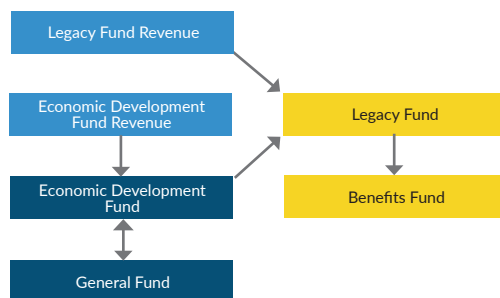 Legacy Fund Revenue
Economic Development
Fund Revenue
Legacy Fund
Economic Development
Fund
Benefits Fund
General Fund